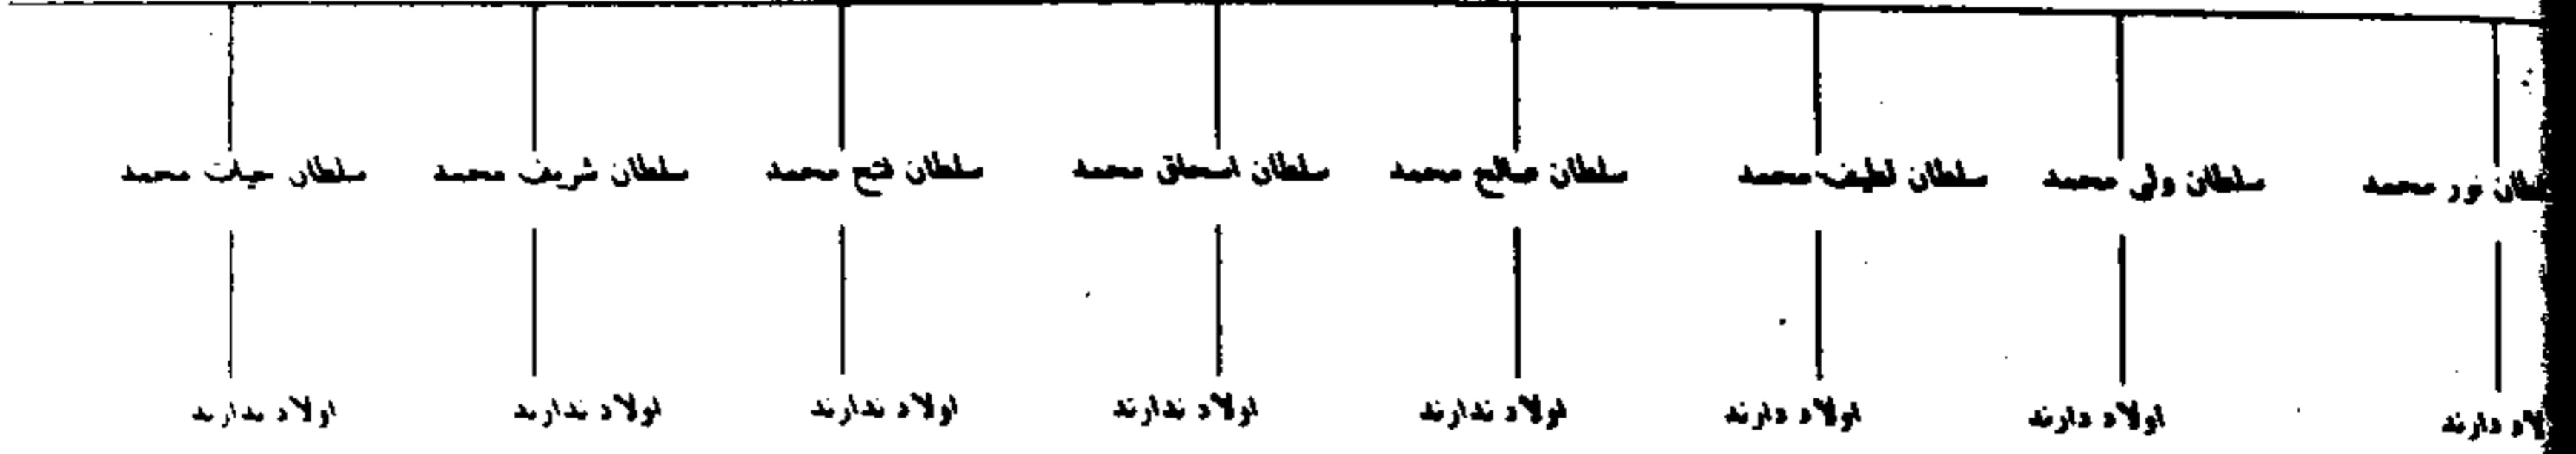 نور محمد
سلطان ولی محمد
سلطان لطیف محمد
سلطان صالح محمد
سلطان اسحاق محمد
سلطان فتح محمد
سلطان شریف محمد
سلطان حیات محمد
دارند
اولاد دارند
اولاد دارند
اولاد ندارند
اولاد ندارند
اولاد ندارند
اولاد ندارند
اولاد ندارند